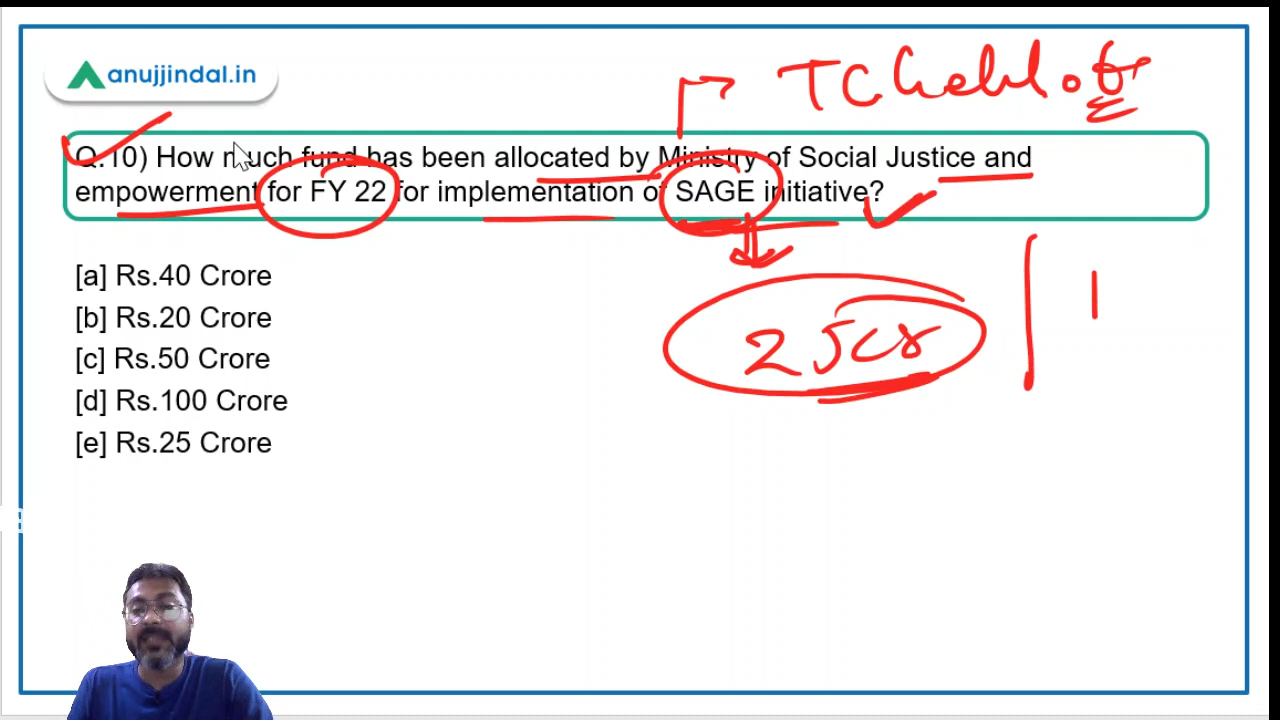 anujjindal.in
Q.10) How much fund has been allocated by Ministry of Social Justice and
empowerment for FY 22 for implementation of SAGE initiative?
[a] Rs.40 Crore
[b] Rs.20 Crore
[c] Rs.50 Crore
[d] Rs.100 Crore
[e] Rs.25 Crore
25 cr